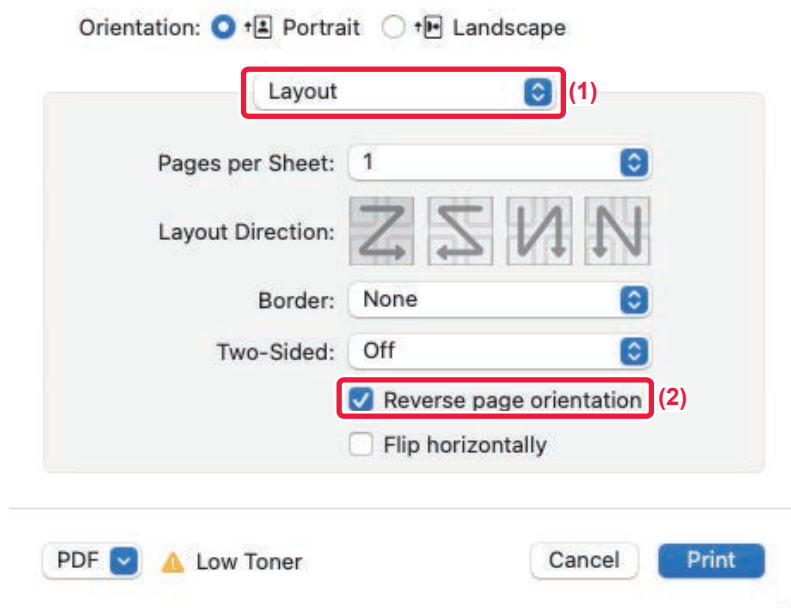 Orientation: Portrait Landscape
Layout (1)
Pages per Sheet: 1
Layout Direction:
Border: None
Two-Sided: Off
Reverse page orientation (2)
Flip horizontally
PDF Low Toner Cancel Print